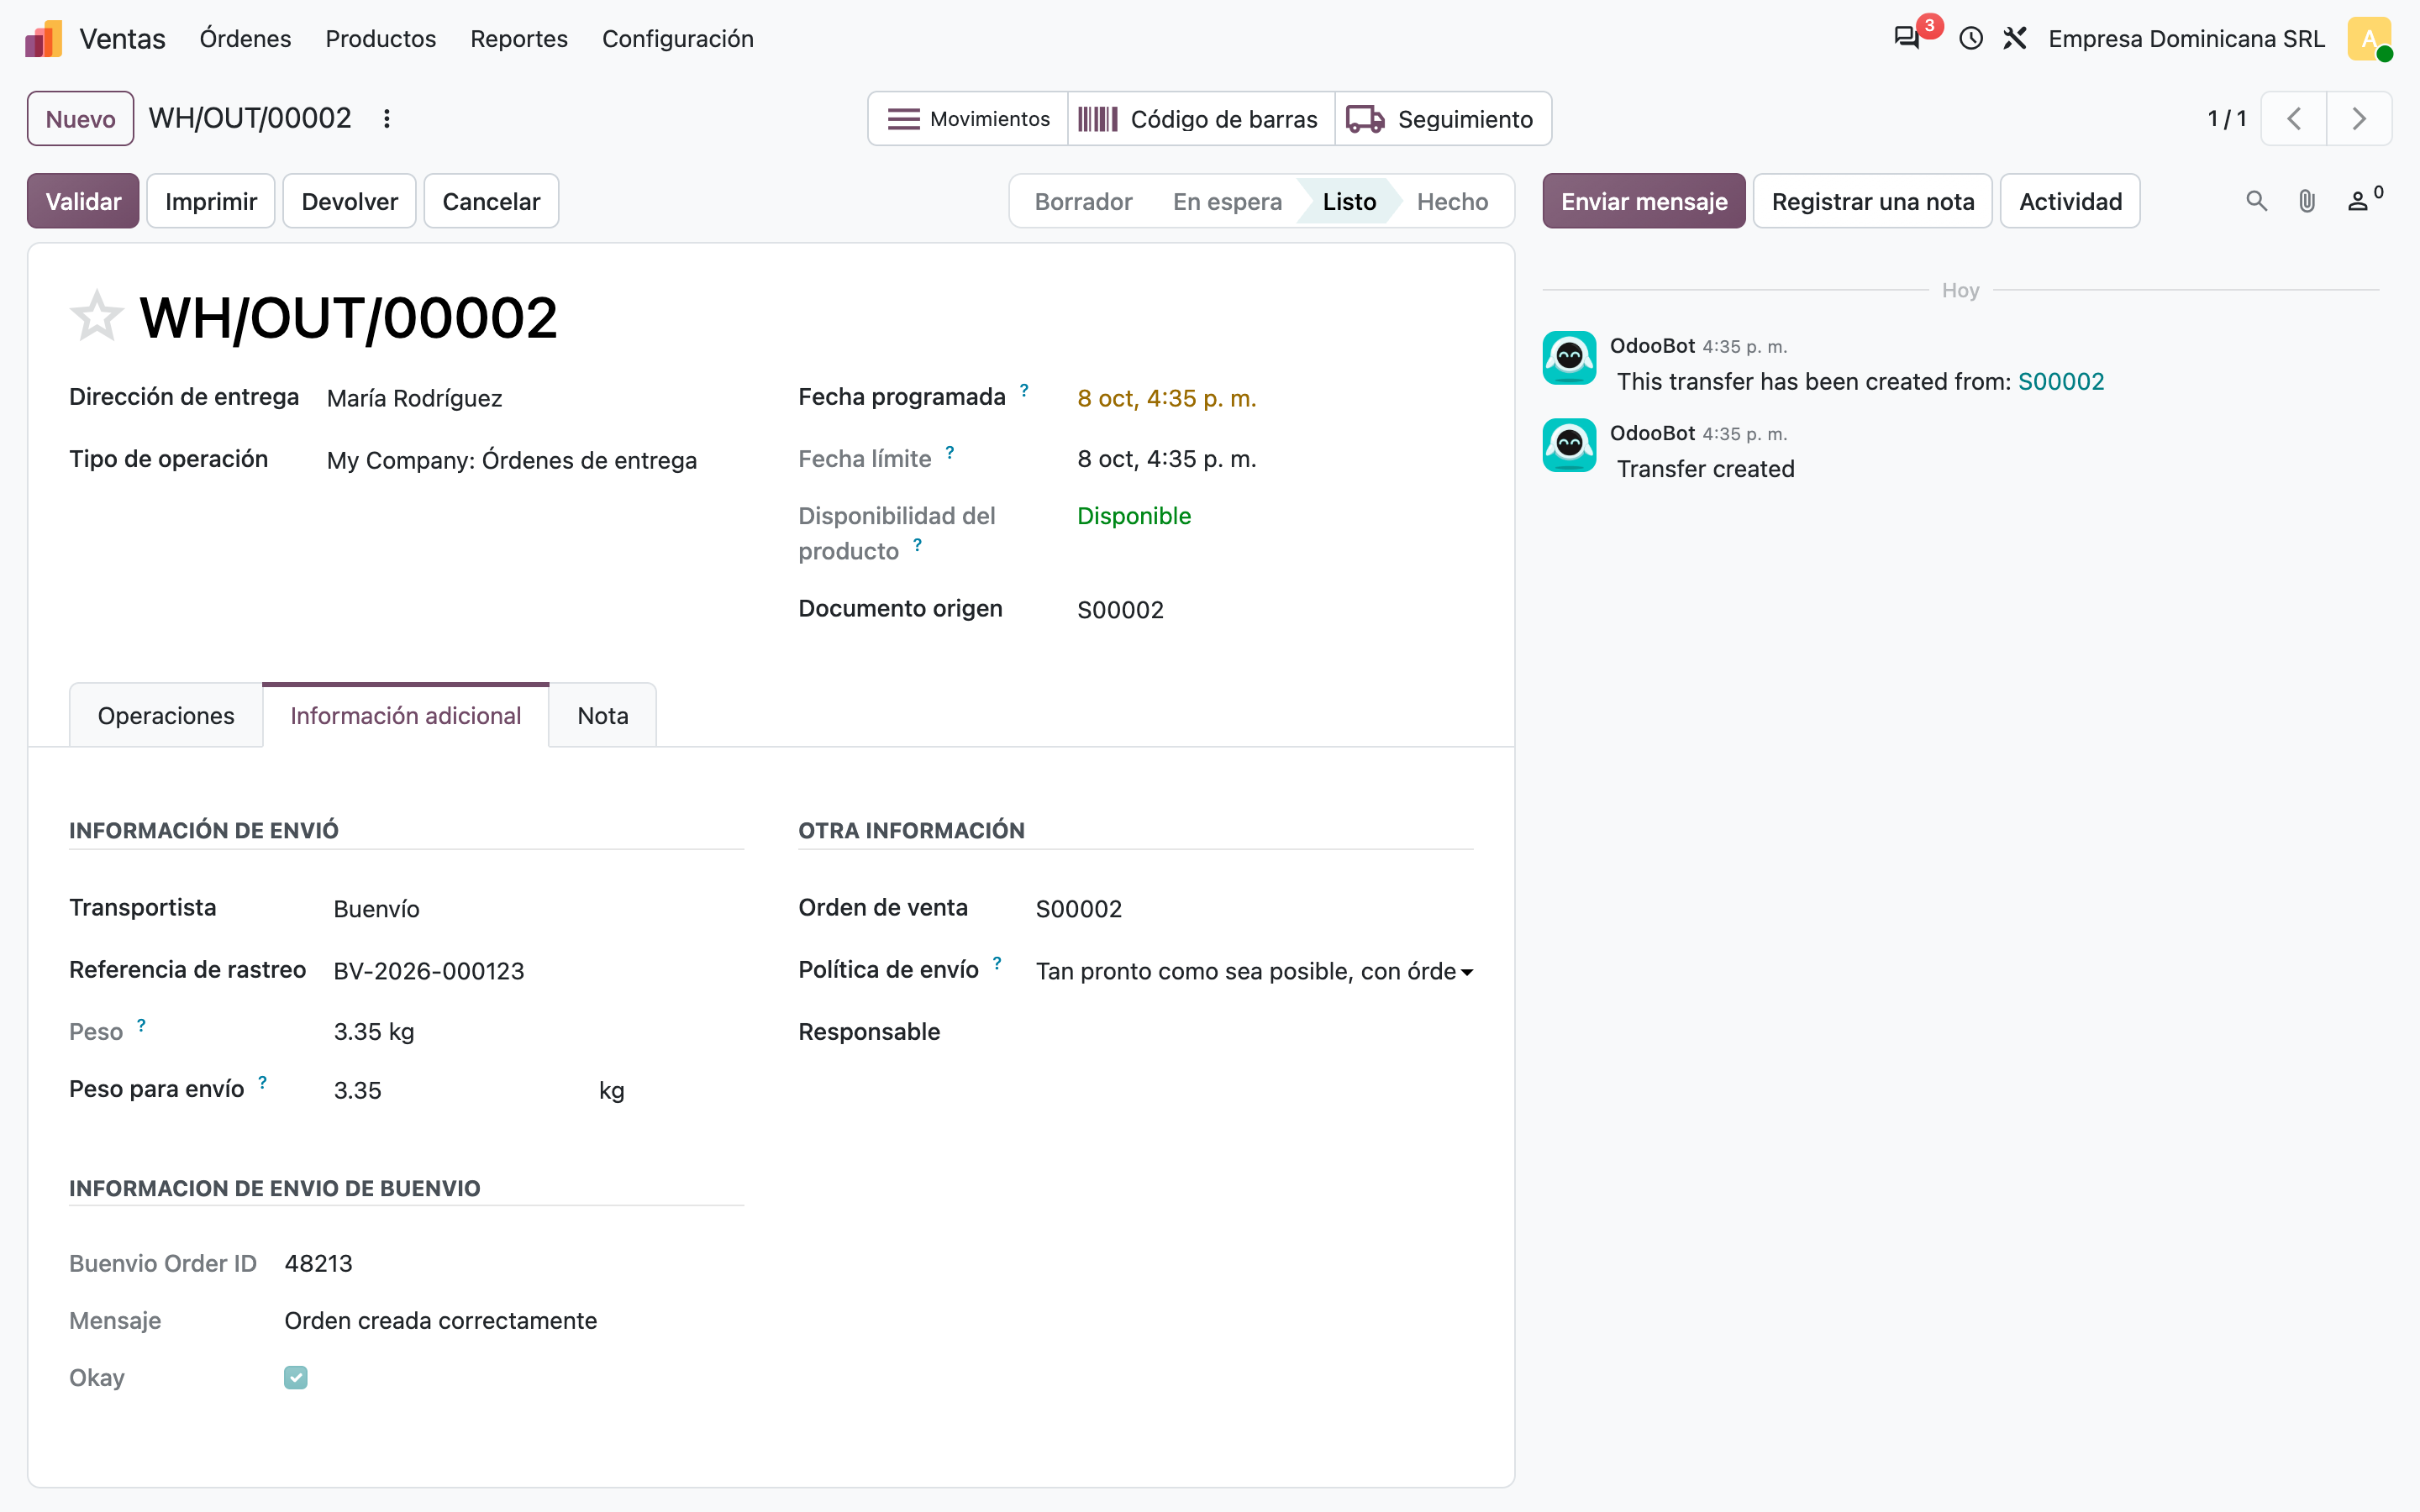 Ventas Órdenes Productos Reportes Configuración 3 Empresa Dominicana SRL A
Nuevo WH/OUT/00002 Movimientos Código de barras Seguimiento 1 / 1
Validar Imprimir Devolver Cancelar Borrador En espera Listo Hecho Enviar mensaje Registrar una nota Actividad 0
WH/OUT/00002
Dirección de entrega María Rodríguez
Tipo de operación My Company: Órdenes de entrega
Fecha programada ? 8 oct, 4:35 p. m.
Fecha límite ? 8 oct, 4:35 p. m.
Disponibilidad del Disponible
producto ?
Documento origen S00002
Hoy
OdooBot 4:35 p. m.
This transfer has been created from: S00002
OdooBot 4:35 p. m.
Transfer created
Operaciones Información adicional Nota
INFORMACIÓN DE ENVIÓ
Transportista Buenvío
Referencia de rastreo BV-2026-000123
Peso ? 3.35 kg
Peso para envío ? 3.35 kg
OTRA INFORMACIÓN
Orden de venta S00002
Política de envío ? Tan pronto como sea posible, con órde
Responsable
INFORMACION DE ENVIO DE BUENVIO
Buenvio Order ID 48213
Mensaje Orden creada correctamente
Okay